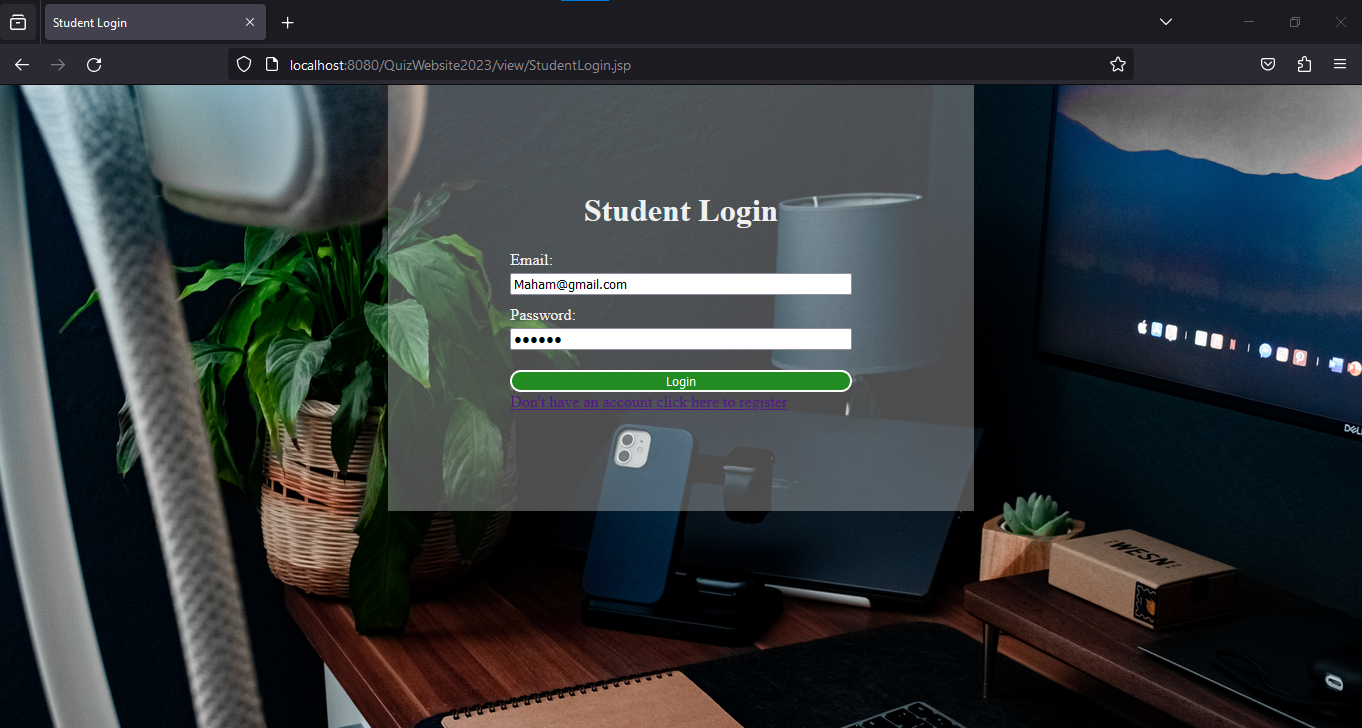 Student Login
localhost:8080/QuizWebsite2023/view/StudentLogin.jsp
Student Login
Email:
Maham@gmail.com
Password:
••••••
Login
Don't have an account click here to register
WESN
DELL